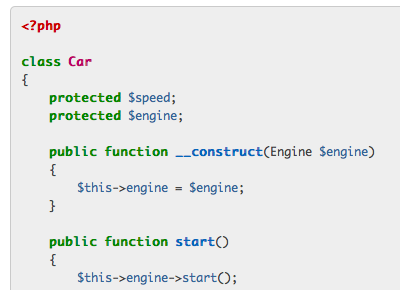 <?php
class Car
{
    protected $speed;
    protected $engine;
    public function __construct(Engine $engine)
    {
        $this->engine = $engine;
    }
    public function start()
    {
        $this->engine->start();